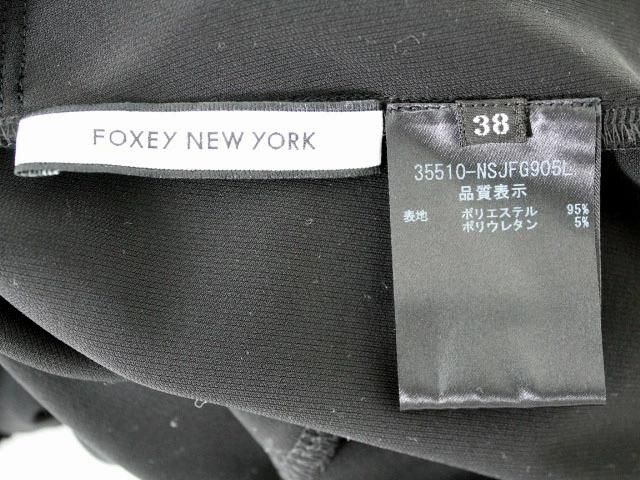 FOXEY NEW YORK
38
35510-NSJFG905L
品質表示
表地 ポリエステル 95%
ポリウレタン 5%